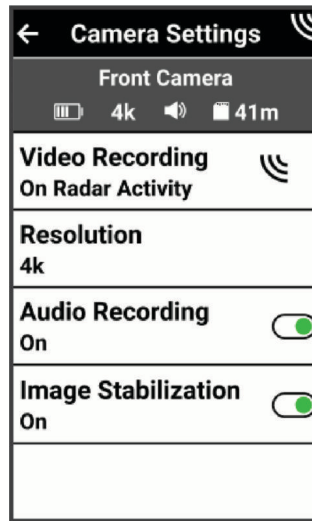 Camera Settings
Front Camera
4k 41m
Video Recording
On Radar Activity
Resolution
4k
Audio Recording
On
Image Stabilization
On